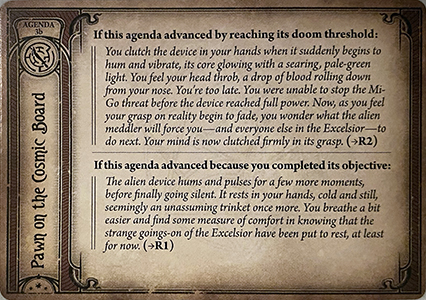 AGENDA
3b
Pawn on the Cosmic Board
If this agenda advanced by reaching its doom threshold:
You clutch the device in your hands when it suddenly begins to
hum and vibrate, its core glowing with a searing, pale-green
light. You feel your head throb, a drop of blood rolling down
from your nose. You're too late. You were unable to stop the Mi-
Go threat before the device reached full power. Now, as you feel
your grasp on reality begin to fade, you wonder what the alien
meddler will force you—and everyone else in the Excelsior—to
do next. Your mind is now clutched firmly in its grasp. (→R2)
If this agenda advanced because you completed its objective:
The alien device hums and pulses for a few more moments,
before finally going silent. It rests in your hands, cold and still,
seemingly an unassuming trinket once more. You breathe a bit
easier and find some measure of comfort in knowing that the
strange goings-on of the Excelsior have been put to rest, at least
for now. (→R1)